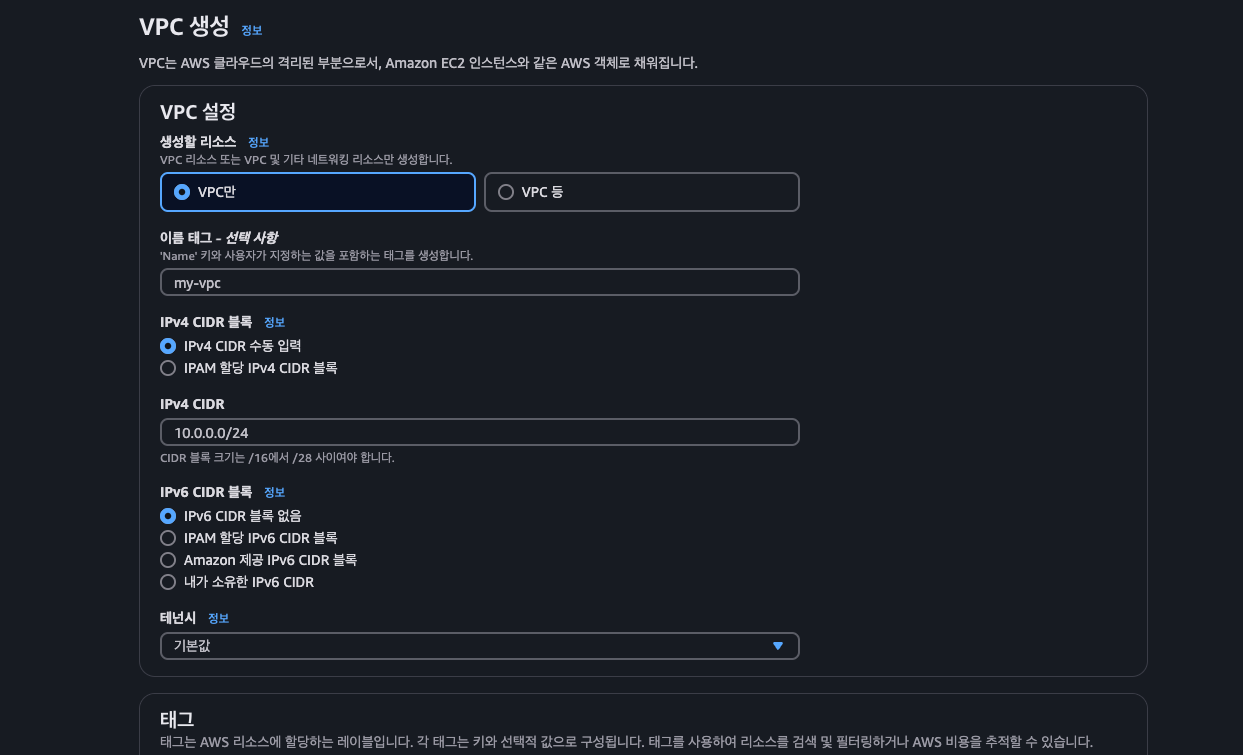 VPC 생성 정보
VPC는 AWS 클라우드의 격리된 부분으로서, Amazon EC2 인스턴스와 같은 AWS 객체로 채워집니다.
VPC 설정
생성할 리소스 정보
VPC 리소스 또는 VPC 및 기타 네트워킹 리소스만 생성합니다.
VPC만
VPC 등
이름 태그 - 선택 사항
'Name' 키와 사용자가 지정하는 값을 포함하는 태그를 생성합니다.
my-vpc
IPv4 CIDR 블록 정보
IPv4 CIDR 수동 입력
IPAM 할당 IPv4 CIDR 블록
IPv4 CIDR
10.0.0.0/24
CIDR 블록 크기는 /16에서 /28 사이여야 합니다.
IPv6 CIDR 블록 정보
IPv6 CIDR 블록 없음
IPAM 할당 IPv6 CIDR 블록
Amazon 제공 IPv6 CIDR 블록
내가 소유한 IPv6 CIDR
테넌시 정보
기본값
태그
태그는 AWS 리소스에 할당하는 레이블입니다. 각 태그는 키와 선택적 값으로 구성됩니다. 태그를 사용하여 리소스를 검색 및 필터링하거나 AWS 비용을 추적할 수 있습니다.